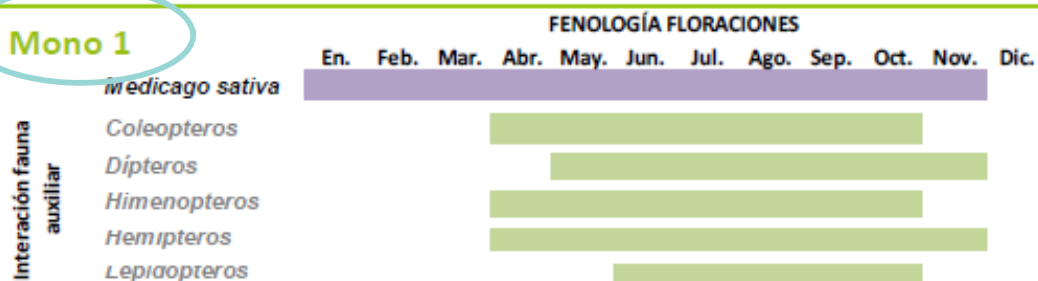 FENOLOGÍA FLORACIONES
Mono 1
En. Feb. Mar. Abr. May. Jun. Jul. Ago. Sep. Oct. Nov. Dic.
Medicago sativa
Interación fauna
auxiliar
Coleopteros
Dípteros
Himenopteros
Hemipteros
Lepidopteros